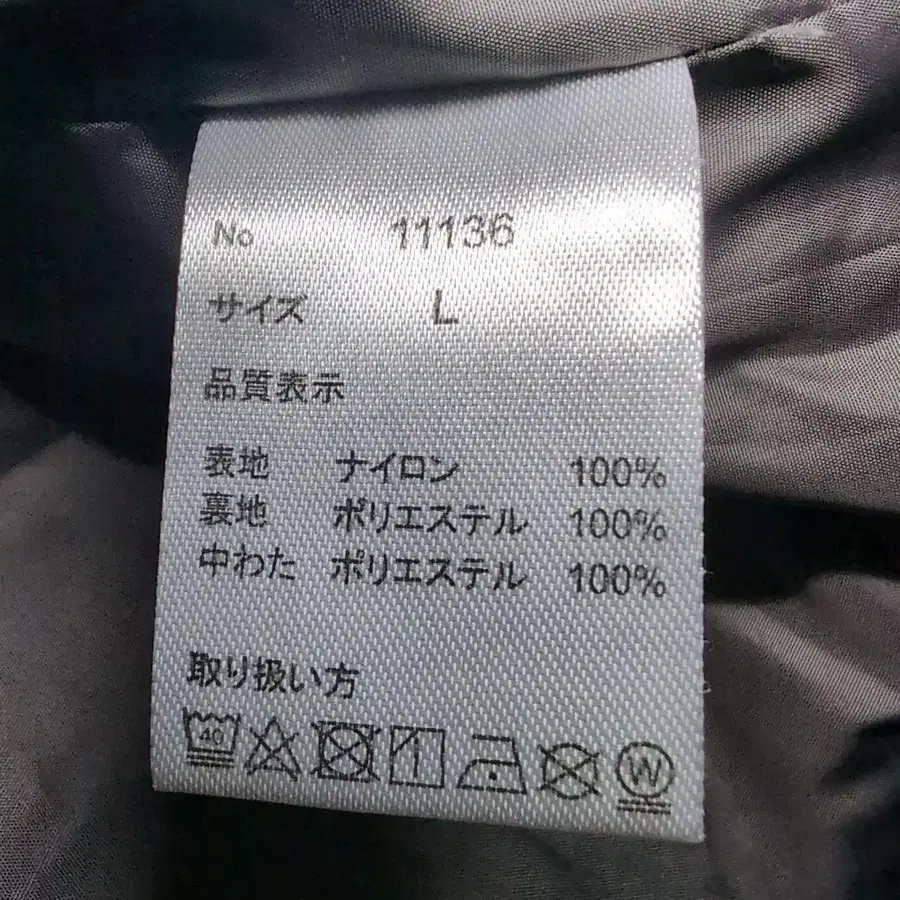 No 11136
サイズ L
品質表示
表地 ナイロン 100%
裏地 ポリエステル 100%
中わた ポリエステル 100%
取り扱い方
40 W